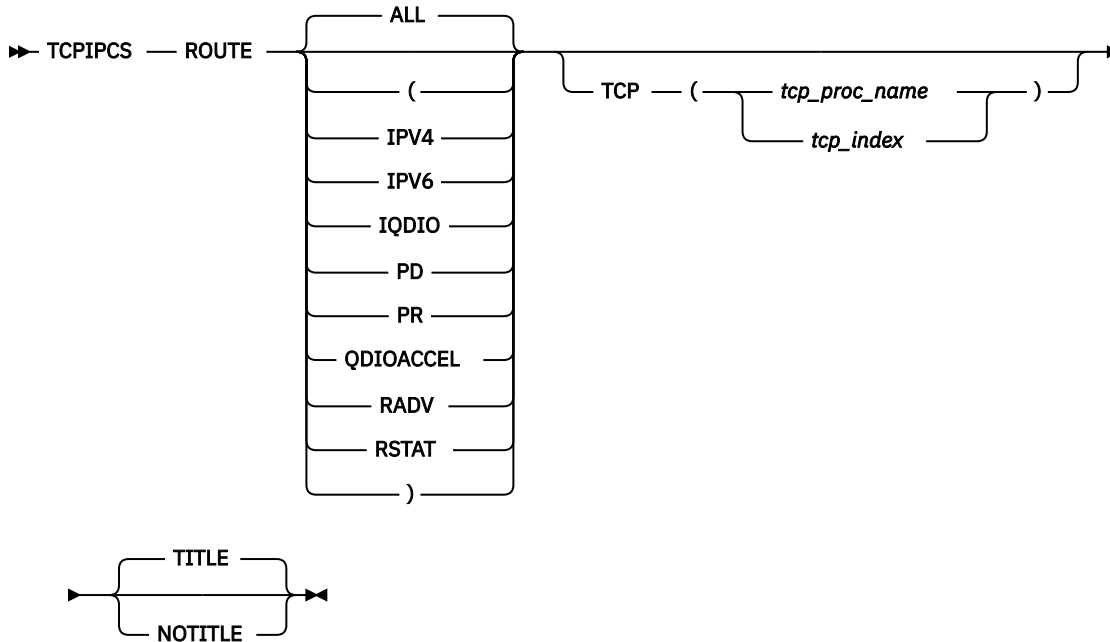 ALL
TCPIPCS ROUTE
( TCP ( tcp_proc_name )
IPV4 tcp_index
IPV6
IQDIO
PD
PR
QDIOACCEL
RADV
RSTAT
)
TITLE
NOTITLE